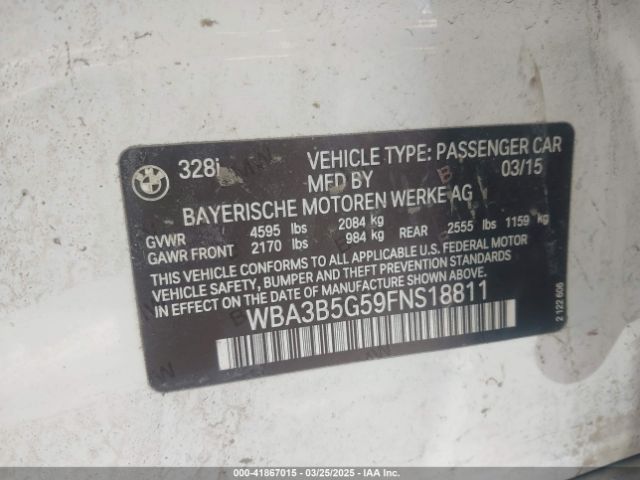 328i VEHICLE TYPE: PASSENGER CAR
MFD BY 03/15
BAYERISCHE MOTOREN WERKE AG
GVWR 4595 lbs 2084 kg
GAWR FRONT 2170 lbs 984 kg REAR 2555 lbs 1159 kg
THIS VEHICLE CONFORMS TO ALL APPLICABLE U.S. FEDERAL MOTOR
VEHICLE SAFETY, BUMPER AND THEFT PREVENTION STANDARDS
IN EFFECT ON THE DATE OF MANUFACTURE SHOWN ABOVE.
WBA3B5G59FNS18811
2 122 606
000-41867015 - 03/25/2025 - IAA Inc.